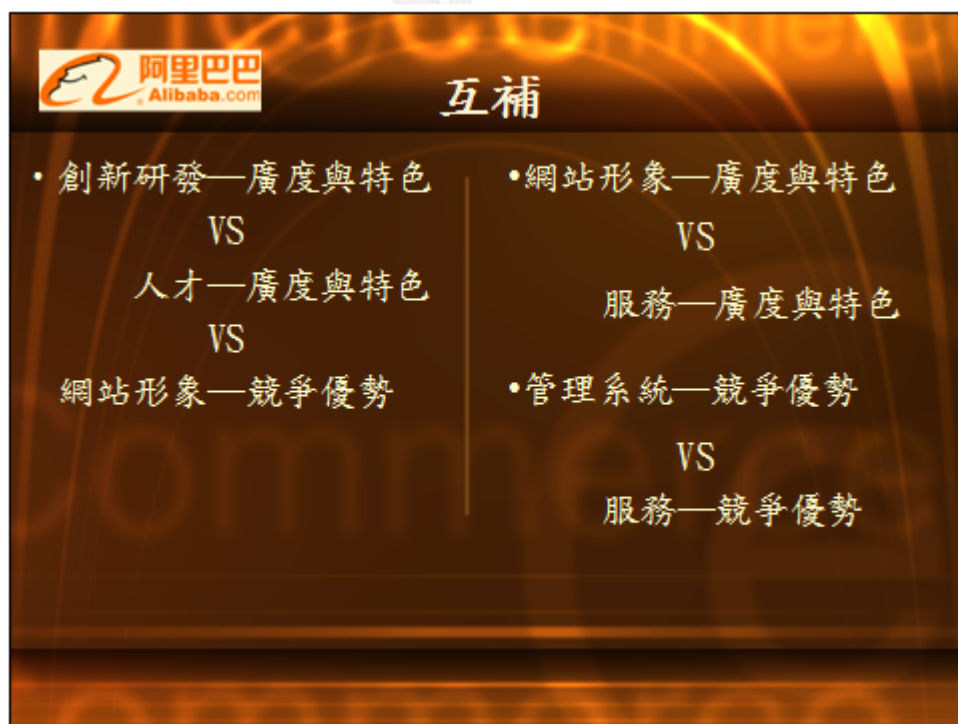 阿里巴巴
Alibaba.com
互補
• 創新研發—廣度與特色
VS
人才—廣度與特色
VS
網站形象—競爭優勢
•網站形象—廣度與特色
VS
服務—廣度與特色
•管理系統—競爭優勢
VS
服務—競爭優勢
Commerce